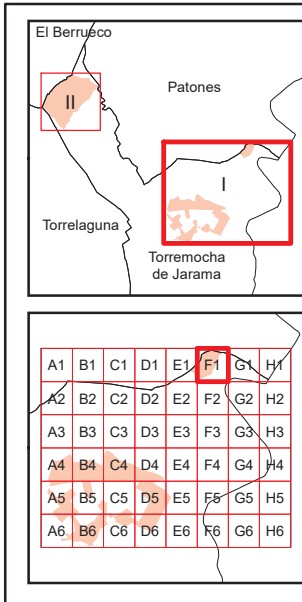 El Berrueco
Patones
II
I
Torrelaguna
Torremocha
de Jarama
A1 B1 C1 D1 E1 F1 G1 H1
A2 B2 C2 D2 E2 F2 G2 H2
A3 B3 C3 D3 E3 F3 G3 H3
A4 B4 C4 D4 E4 F4 G4 H4
A5 B5 C5 D5 E5 F5 G5 H5
A6 B6 C6 D6 E6 F6 G6 H6